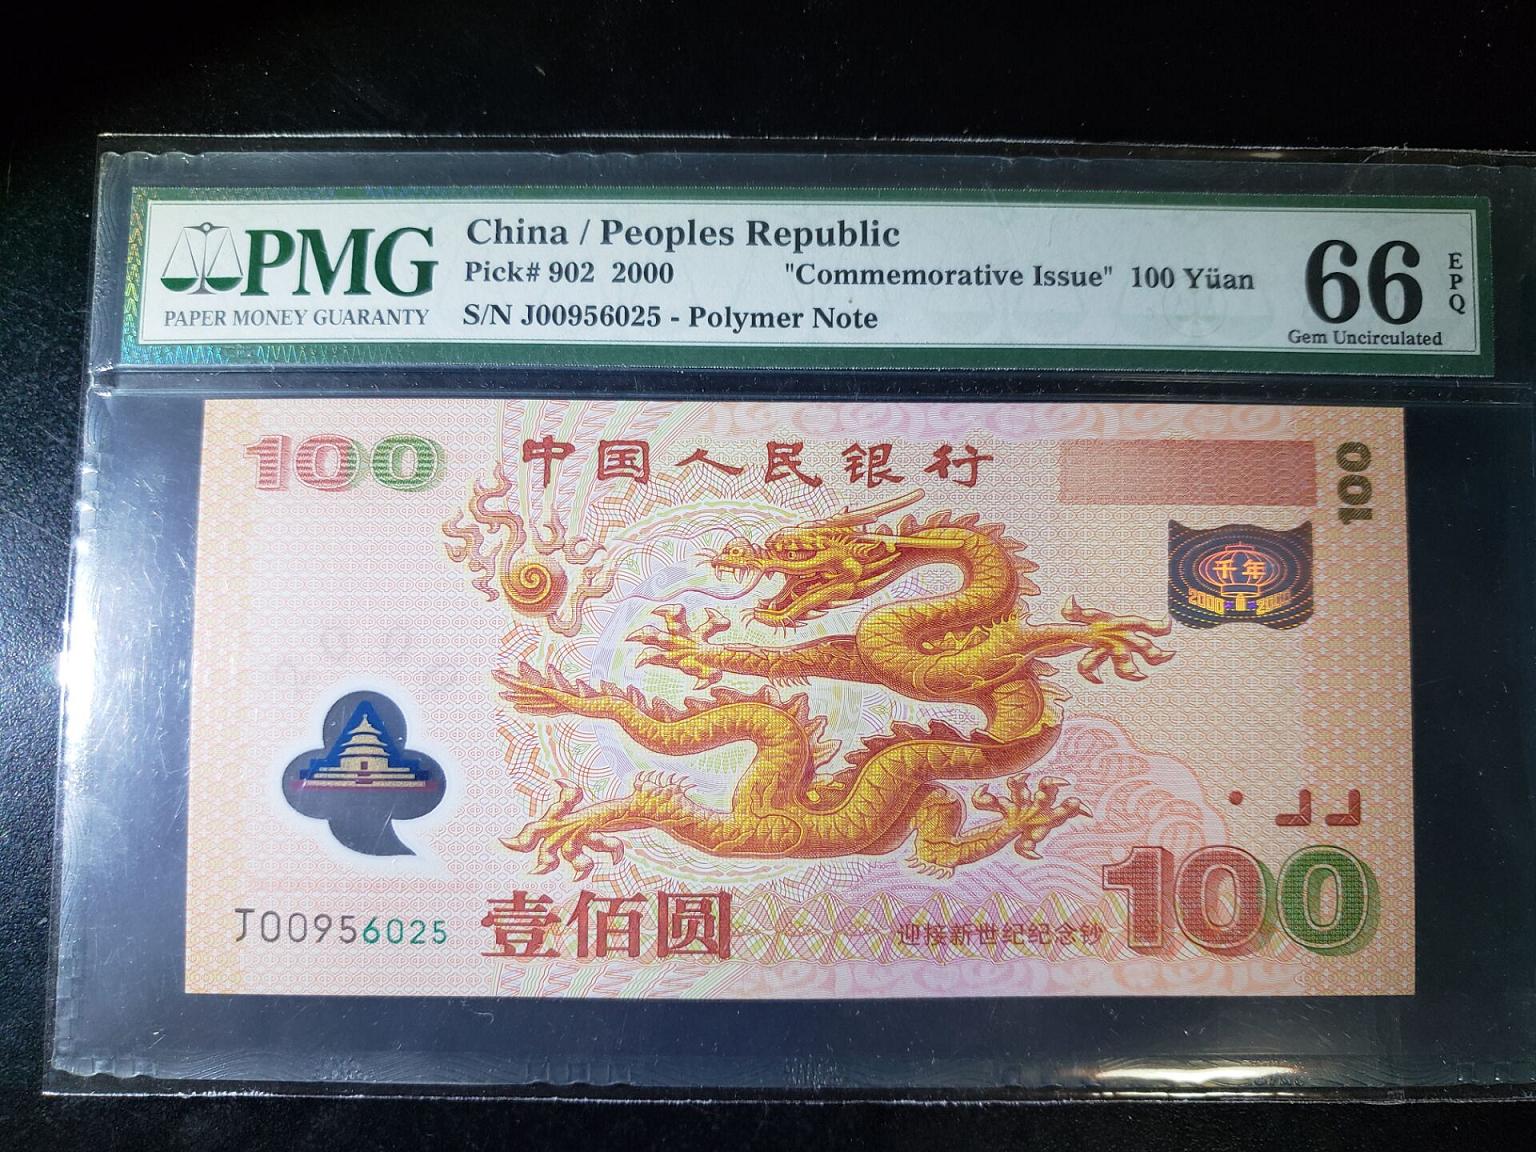 PMG
PAPER MONEY GUARANTY
China / Peoples Republic
Pick# 902 2000 "Commemorative Issue" 100 Yüan
S/N J00956025 - Polymer Note
66
EPQ
Gem Uncirculated
100
中国人民银行
100
千年
2000
J00956025
壹佰圆
迎接新世纪纪念钞
100